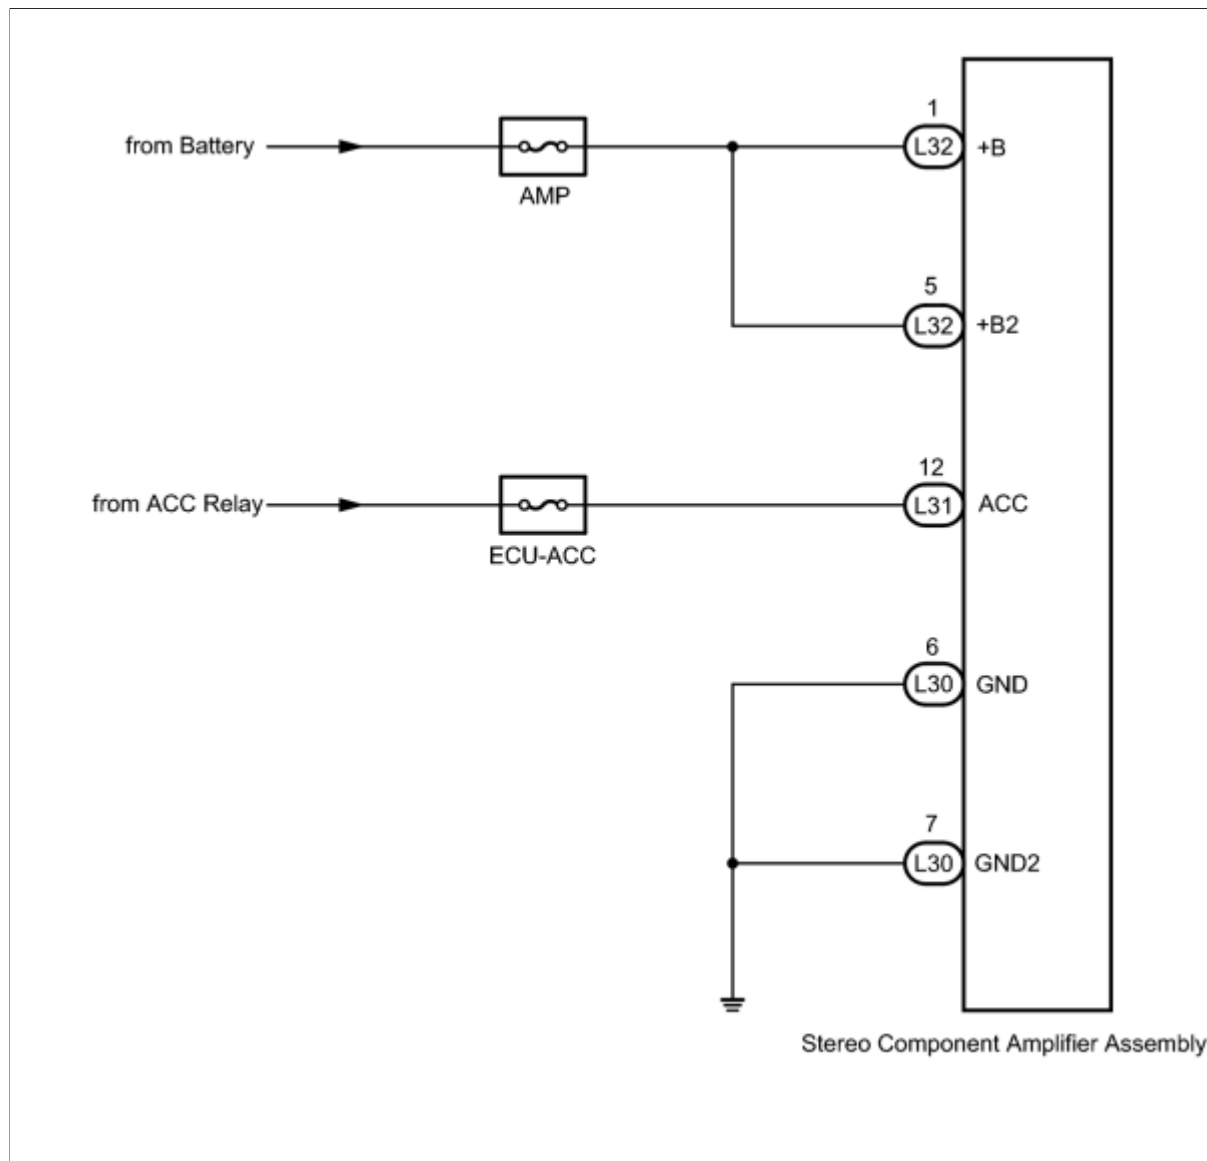 1
from Battery
L32
+B
AMP
5
L32
+B2
12
from ACC Relay
L31
ACC
ECU-ACC
6
L30
GND
7
L30
GND2
Stereo Component Amplifier Assembly